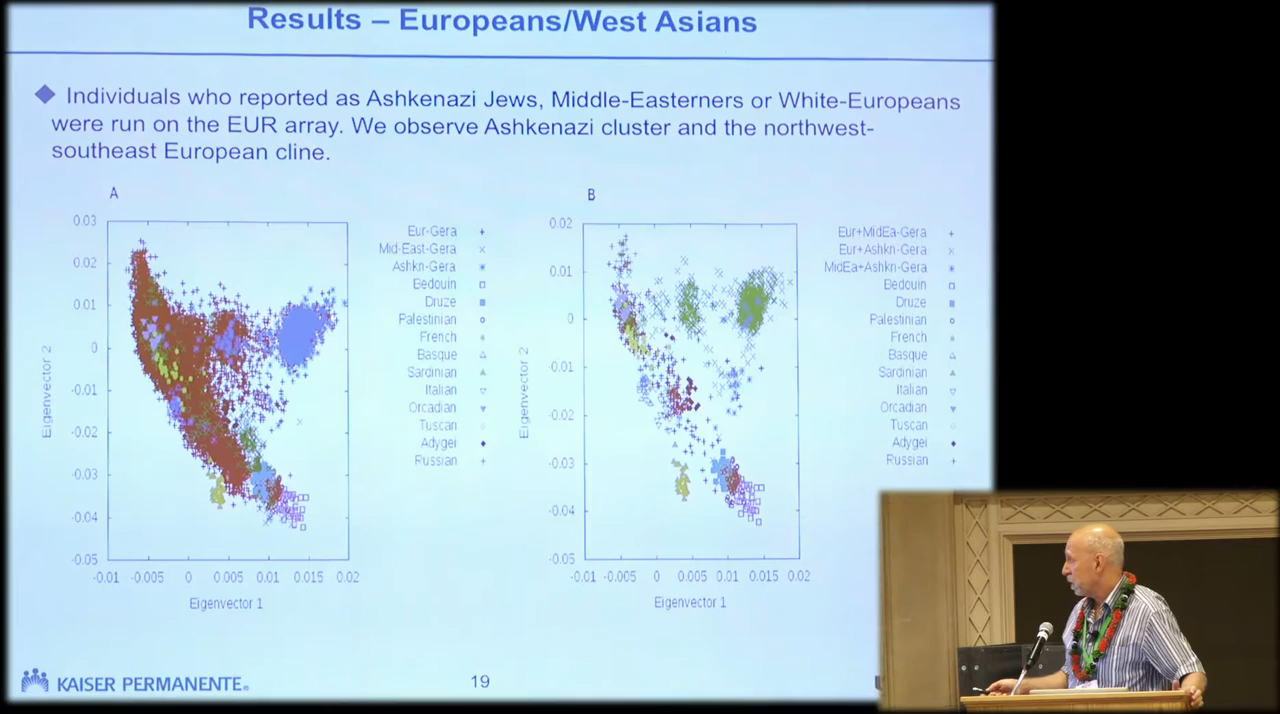 Results – Europeans/West Asians
Individuals who reported as Ashkenazi Jews, Middle-Easterners or White-Europeans
were run on the EUR array. We observe Ashkenazi cluster and the northwest-
southeast European cline.
A
0.03
0.02
0.01
0
-0.01
-0.02
-0.03
-0.04
-0.05
-0.01 -0.005 0 0.005 0.01 0.015 0.02
Eigenvector 1
Eigenvector 2
Eur-Gera
Mid-East-Gera
Ashkn-Gera
Bedouin
Druze
Palestinian
French
Basque
Sardinian
Italian
Orcadian
Tuscan
Adygei
Russian
B
0.02
0.01
0
-0.01
-0.02
-0.03
-0.04
-0.05
-0.01 -0.005 0 0.005 0.01 0.015 0.02
Eigenvector 1
Eigenvector 2
Eur+MidEa-Gera
Eur+Ashkn-Gera
MidEa+Ashkn-Gera
Bedouin
Druze
Palestinian
French
Basque
Sardinian
Italian
Orcadian
Tuscan
Adygei
Russian
KAISER PERMANENTE®
19